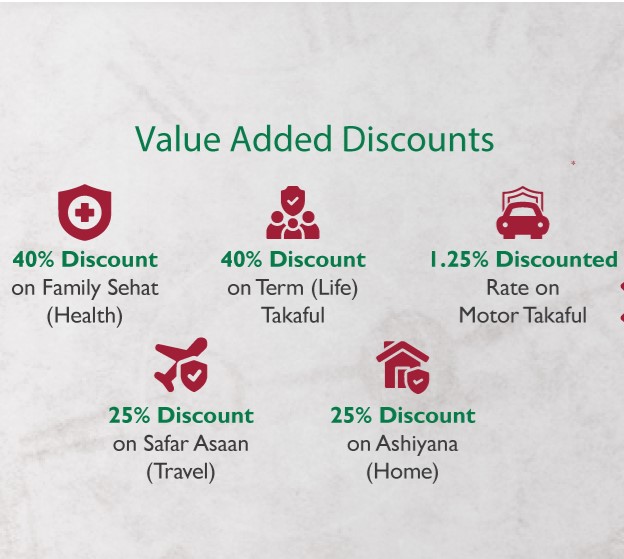 Value Added Discounts
*
40% Discount
on Family Sehat
(Health)
40% Discount
on Term (Life)
Takaful
1.25% Discounted
Rate on
Motor Takaful
25% Discount
on Safar Asaan
(Travel)
25% Discount
on Ashiyana
(Home)